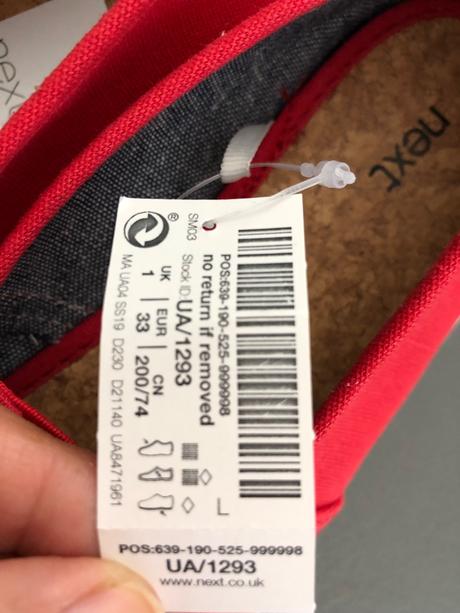 next
next
POS:639-190-525-999998
no return if removed
SM03 Stock ID:UA/1293
®
UK EUR CN
1 33 200/74
MA UA04 SS19 D230 D21140 UA8471961
L
POS:639-190-525-999998
UA/1293
www.next.co.uk